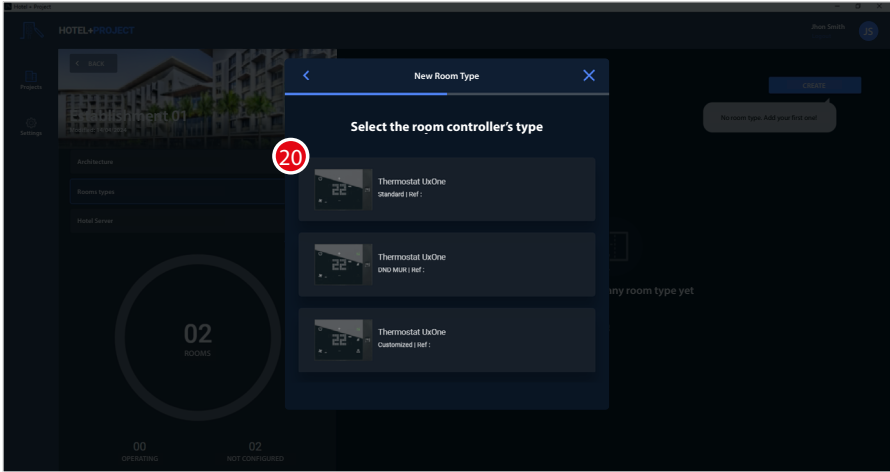 Hotel + Project
HOTEL+PROJECT
Jhon Smith
JS
BACK
New Room Type
Projects
CREATE
Establishment 01
No room type. Add your first one!
Settings
Select the room controller's type
20
Architecture
Thermostat UxOne
Standard | Ref :
Rooms types
Hotel Server
Thermostat UxOne
DND MUR | Ref :
any room type yet
02
ROOMS
Thermostat UxOne
Customized | Ref :
00
OPERATING
02
NOT CONFIGURED